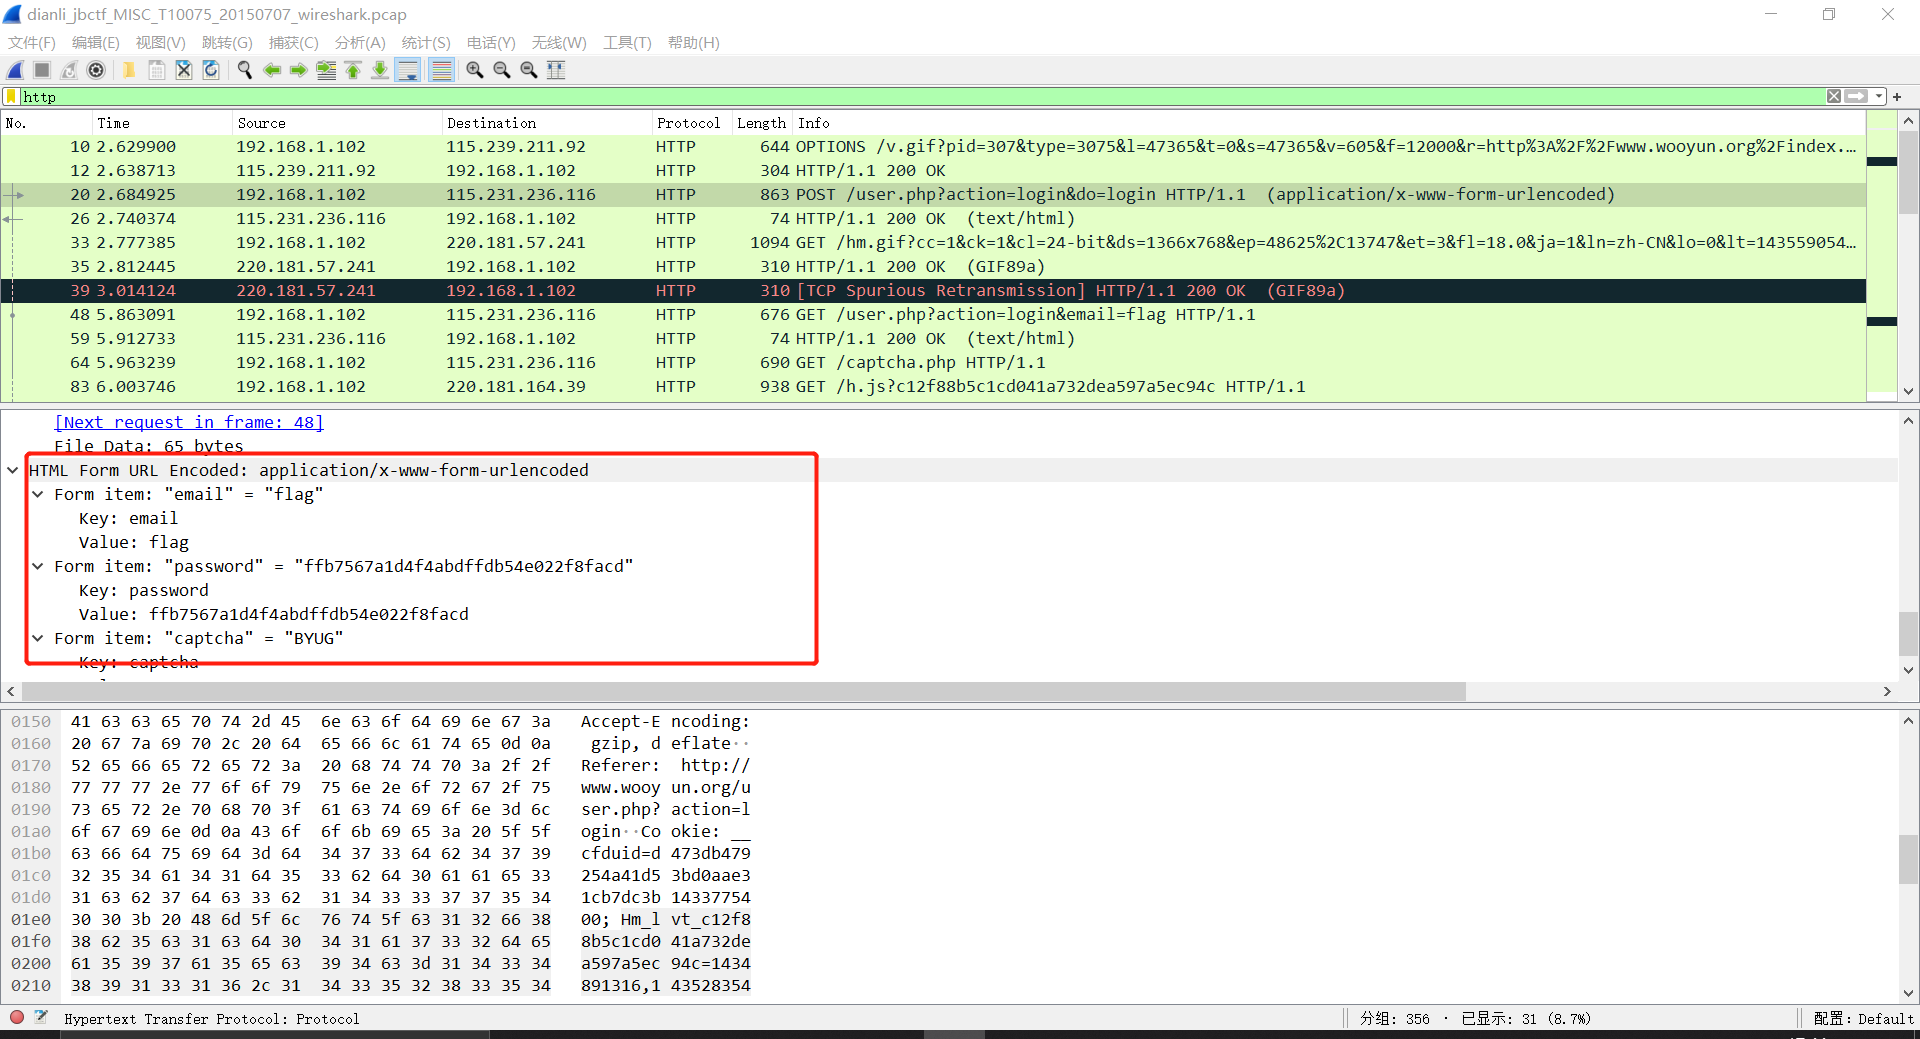 dianli_jbctf_MISC_T10075_20150707_wireshark.pcap
文件(F) 编辑(E) 视图(V) 跳转(G) 捕获(C) 分析(A) 统计(S) 电话(Y) 无线(W) 工具(T) 帮助(H)
http
No. Time Source Destination Protocol Length Info
10 2.629900 192.168.1.102 115.239.211.92 HTTP 644 OPTIONS /v.gif?pid=307&type=3075&l=47365&t=0&s=47365&v=605&f=12000&r=http%3A%2F%2Fwww.wooyun.org%2Findex.…
12 2.638713 115.239.211.92 192.168.1.102 HTTP 304 HTTP/1.1 200 OK
20 2.684925 192.168.1.102 115.231.236.116 HTTP 863 POST /user.php?action=login&do=login HTTP/1.1  (application/x-www-form-urlencoded)
26 2.740374 115.231.236.116 192.168.1.102 HTTP 74 HTTP/1.1 200 OK  (text/html)
33 2.777385 192.168.1.102 220.181.57.241 HTTP 1094 GET /hm.gif?cc=1&ck=1&cl=24-bit&ds=1366x768&ep=48625%2C13747&et=3&fl=18.0&ja=1&ln=zh-CN&lo=0&lt=143559054…
35 2.812445 220.181.57.241 192.168.1.102 HTTP 310 HTTP/1.1 200 OK  (GIF89a)
39 3.014124 220.181.57.241 192.168.1.102 HTTP 310 [TCP Spurious Retransmission] HTTP/1.1 200 OK  (GIF89a)
48 5.863091 192.168.1.102 115.231.236.116 HTTP 676 GET /user.php?action=login&email=flag HTTP/1.1
59 5.912733 115.231.236.116 192.168.1.102 HTTP 74 HTTP/1.1 200 OK  (text/html)
64 5.963239 192.168.1.102 115.231.236.116 HTTP 690 GET /captcha.php HTTP/1.1
83 6.003746 192.168.1.102 220.181.164.39 HTTP 938 GET /h.js?c12f88b5c1cd041a732dea597a5ec94c HTTP/1.1
[Next request in frame: 48]
File Data: 65 bytes
HTML Form URL Encoded: application/x-www-form-urlencoded
Form item: "email" = "flag"
Key: email
Value: flag
Form item: "password" = "ffb7567a1d4f4abdffdb54e022f8facd"
Key: password
Value: ffb7567a1d4f4abdffdb54e022f8facd
Form item: "captcha" = "BYUG"
Key: captcha
0150 41 63 63 65 70 74 2d 45 6e 63 6f 64 69 6e 67 3a Accept-E ncoding:
0160 20 67 7a 69 70 2c 20 64 65 66 6c 61 74 65 0d 0a gzip, d eflate··
0170 52 65 66 65 72 65 72 3a 20 68 74 74 70 3a 2f 2f Referer: http://
0180 77 77 77 2e 77 6f 6f 79 75 6e 2e 6f 72 67 2f 75 www.wooy un.org/u
0190 73 65 72 2e 70 68 70 3f 61 63 74 69 6f 6e 3d 6c ser.php? action=l
01a0 6f 67 69 6e 0d 0a 43 6f 6f 6b 69 65 3a 20 5f 5f ogin··Co okie: __
01b0 63 66 64 75 69 64 3d 64 34 37 33 64 62 34 37 39 cfduid=d 473db479
01c0 32 35 34 61 34 31 64 35 33 62 64 30 61 61 65 33 254a41d5 3bd0aae3
01d0 31 63 62 37 64 63 33 62 31 34 33 33 37 37 35 34 1cb7dc3b 14337754
01e0 30 30 3b 20 48 6d 5f 6c 76 74 5f 63 31 32 66 38 00; Hm_l vt_c12f8
01f0 38 62 35 63 31 63 64 30 34 31 61 37 33 32 64 65 8b5c1cd0 41a732de
0200 61 35 39 37 61 35 65 63 39 34 63 3d 31 34 33 34 a597a5ec 94c=1434
0210 38 39 31 33 31 36 2c 31 34 33 35 32 38 33 35 34 891316,1 43528354
Hypertext Transfer Protocol: Protocol 分组: 356 · 已显示: 31 (8.7%) 配置: Default